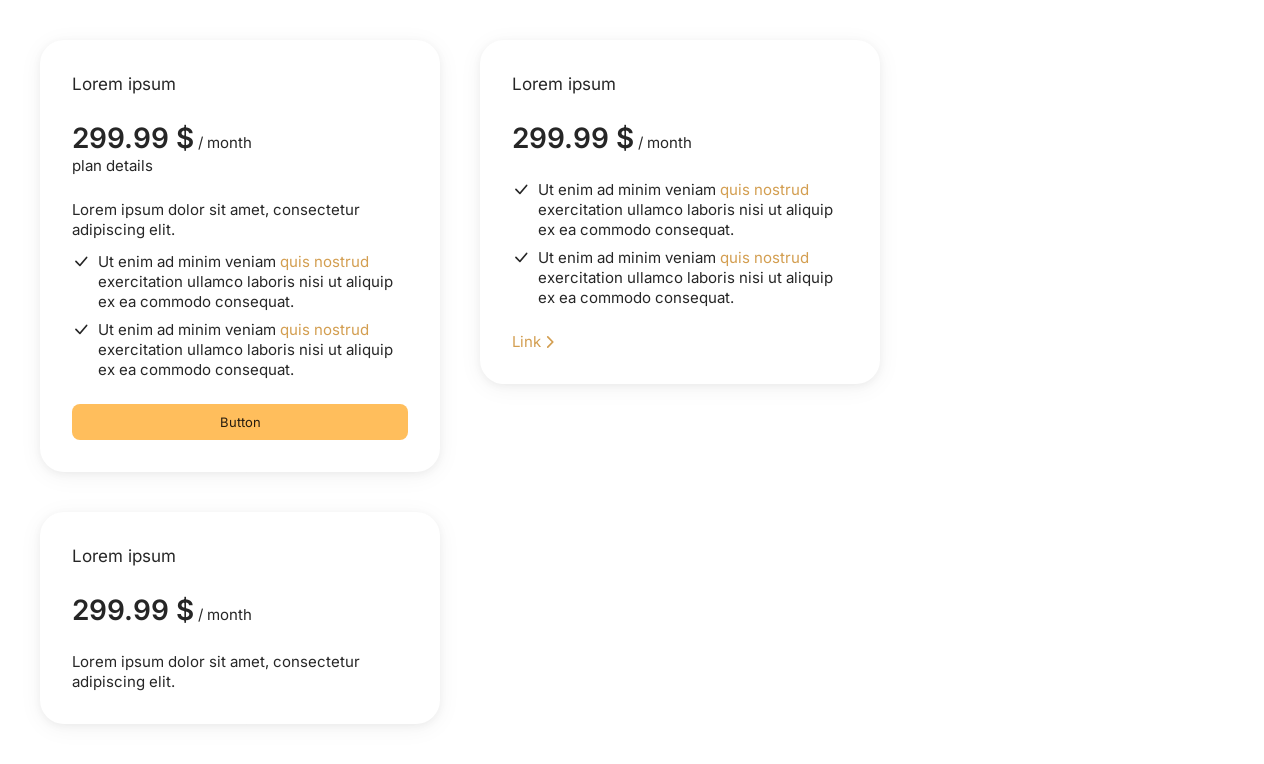 Lorem ipsum
299.99 $ / month
plan details
Lorem ipsum dolor sit amet, consectetur
adipiscing elit.
Ut enim ad minim veniam quis nostrud
exercitation ullamco laboris nisi ut aliquip
ex ea commodo consequat.
Ut enim ad minim veniam quis nostrud
exercitation ullamco laboris nisi ut aliquip
ex ea commodo consequat.
Button
Lorem ipsum
299.99 $ / month
Ut enim ad minim veniam quis nostrud
exercitation ullamco laboris nisi ut aliquip
ex ea commodo consequat.
Ut enim ad minim veniam quis nostrud
exercitation ullamco laboris nisi ut aliquip
ex ea commodo consequat.
Link
Lorem ipsum
299.99 $ / month
Lorem ipsum dolor sit amet, consectetur
adipiscing elit.